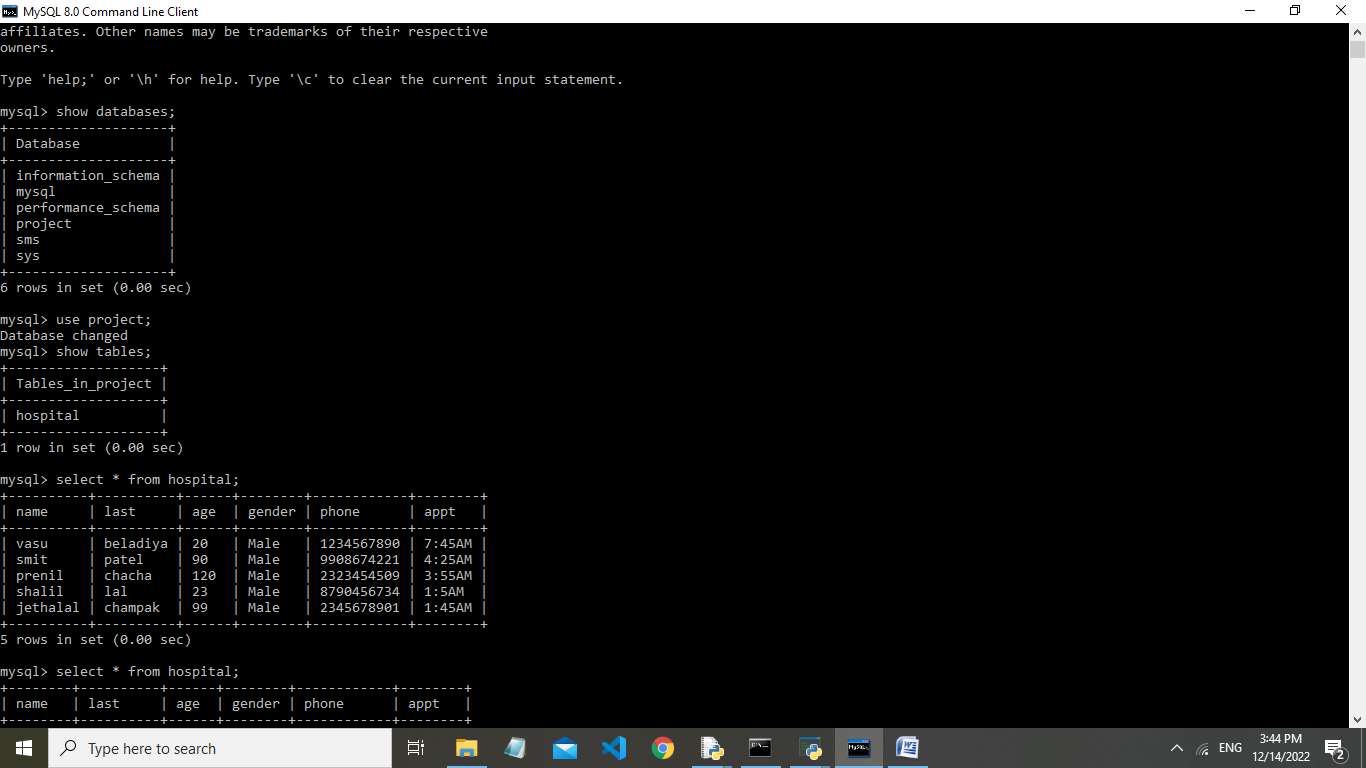 MySQL 8.0 Command Line Client
affiliates. Other names may be trademarks of their respective
owners.
Type 'help;' or '\h' for help. Type '\c' to clear the current input statement.
mysql> show databases;
+--------------------+
| Database           |
+--------------------+
| information_schema |
| mysql              |
| performance_schema |
| project            |
| sms                |
| sys                |
+--------------------+
6 rows in set (0.00 sec)
mysql> use project;
Database changed
mysql> show tables;
+-------------------+
| Tables_in_project |
+-------------------+
| hospital          |
+-------------------+
1 row in set (0.00 sec)
mysql> select * from hospital;
+----------+----------+------+--------+------------+--------+
| name     | last     | age  | gender | phone      | appt   |
+----------+----------+------+--------+------------+--------+
| vasu     | beladiya | 20   | Male   | 1234567890 | 7:45AM |
| smit     | patel    | 90   | Male   | 9908674221 | 4:25AM |
| prenil   | chacha   | 120  | Male   | 2323454509 | 3:55AM |
| shalil   | lal      | 23   | Male   | 8790456734 | 1:5AM  |
| jethalal | champak  | 99   | Male   | 2345678901 | 1:45AM |
+----------+----------+------+--------+------------+--------+
5 rows in set (0.00 sec)
mysql> select * from hospital;
+--------+----------+------+--------+------------+--------+
| name   | last     | age  | gender | phone      | appt   |
+--------+----------+------+--------+------------+--------+
Type here to search
ENG
3:44 PM
12/14/2022
2